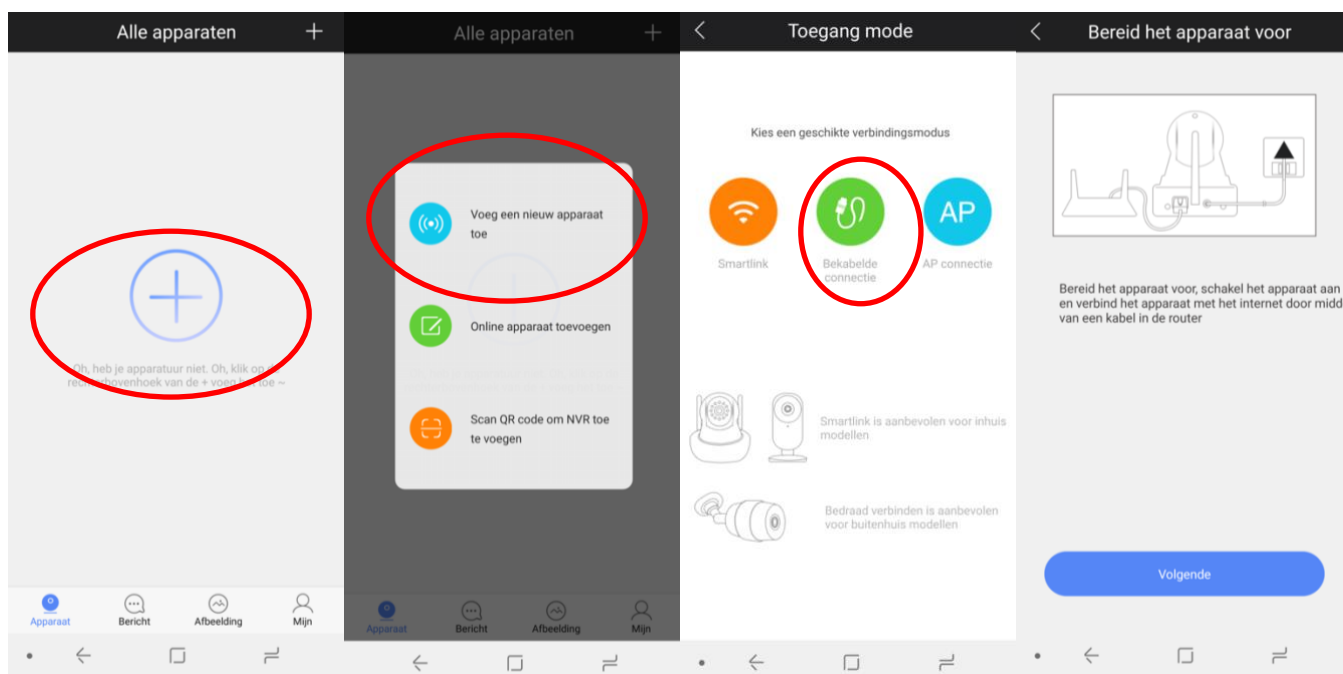 Alle apparaten +
Oh, heb je apparatuur niet. Oh, klik op de
rechterbovenhoek van de + voeg het toe ~
Apparaat Bericht Afbeelding Mijn
Alle apparaten +
Voeg een nieuw apparaat
toe
Online apparaat toevoegen
Scan QR code om NVR toe
te voegen
Apparaat Bericht Afbeelding Mijn
Toegang mode
Kies een geschikte verbindingsmodus
AP
Smartlink
Bekabelde
connectie
AP connectie
Smartlink is aanbevolen voor inhuis
modellen
Bedraad verbinden is aanbevolen
voor buitenhuis modellen
Bereid het apparaat voor
Bereid het apparaat voor, schakel het apparaat aan
en verbind het apparaat met het internet door midd
van een kabel in de router
Volgende